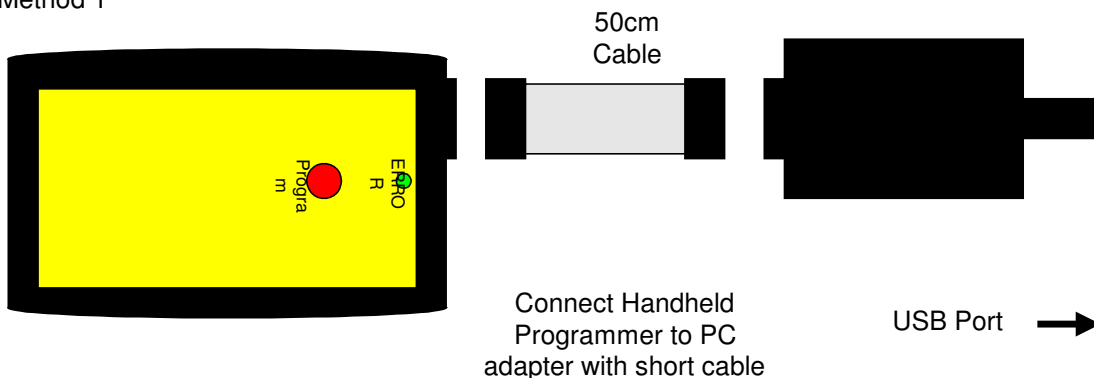 Method 1
50cm
Cable
Progra
m
ERRO
R
Connect Handheld
Programmer to PC
adapter with short cable
USB Port